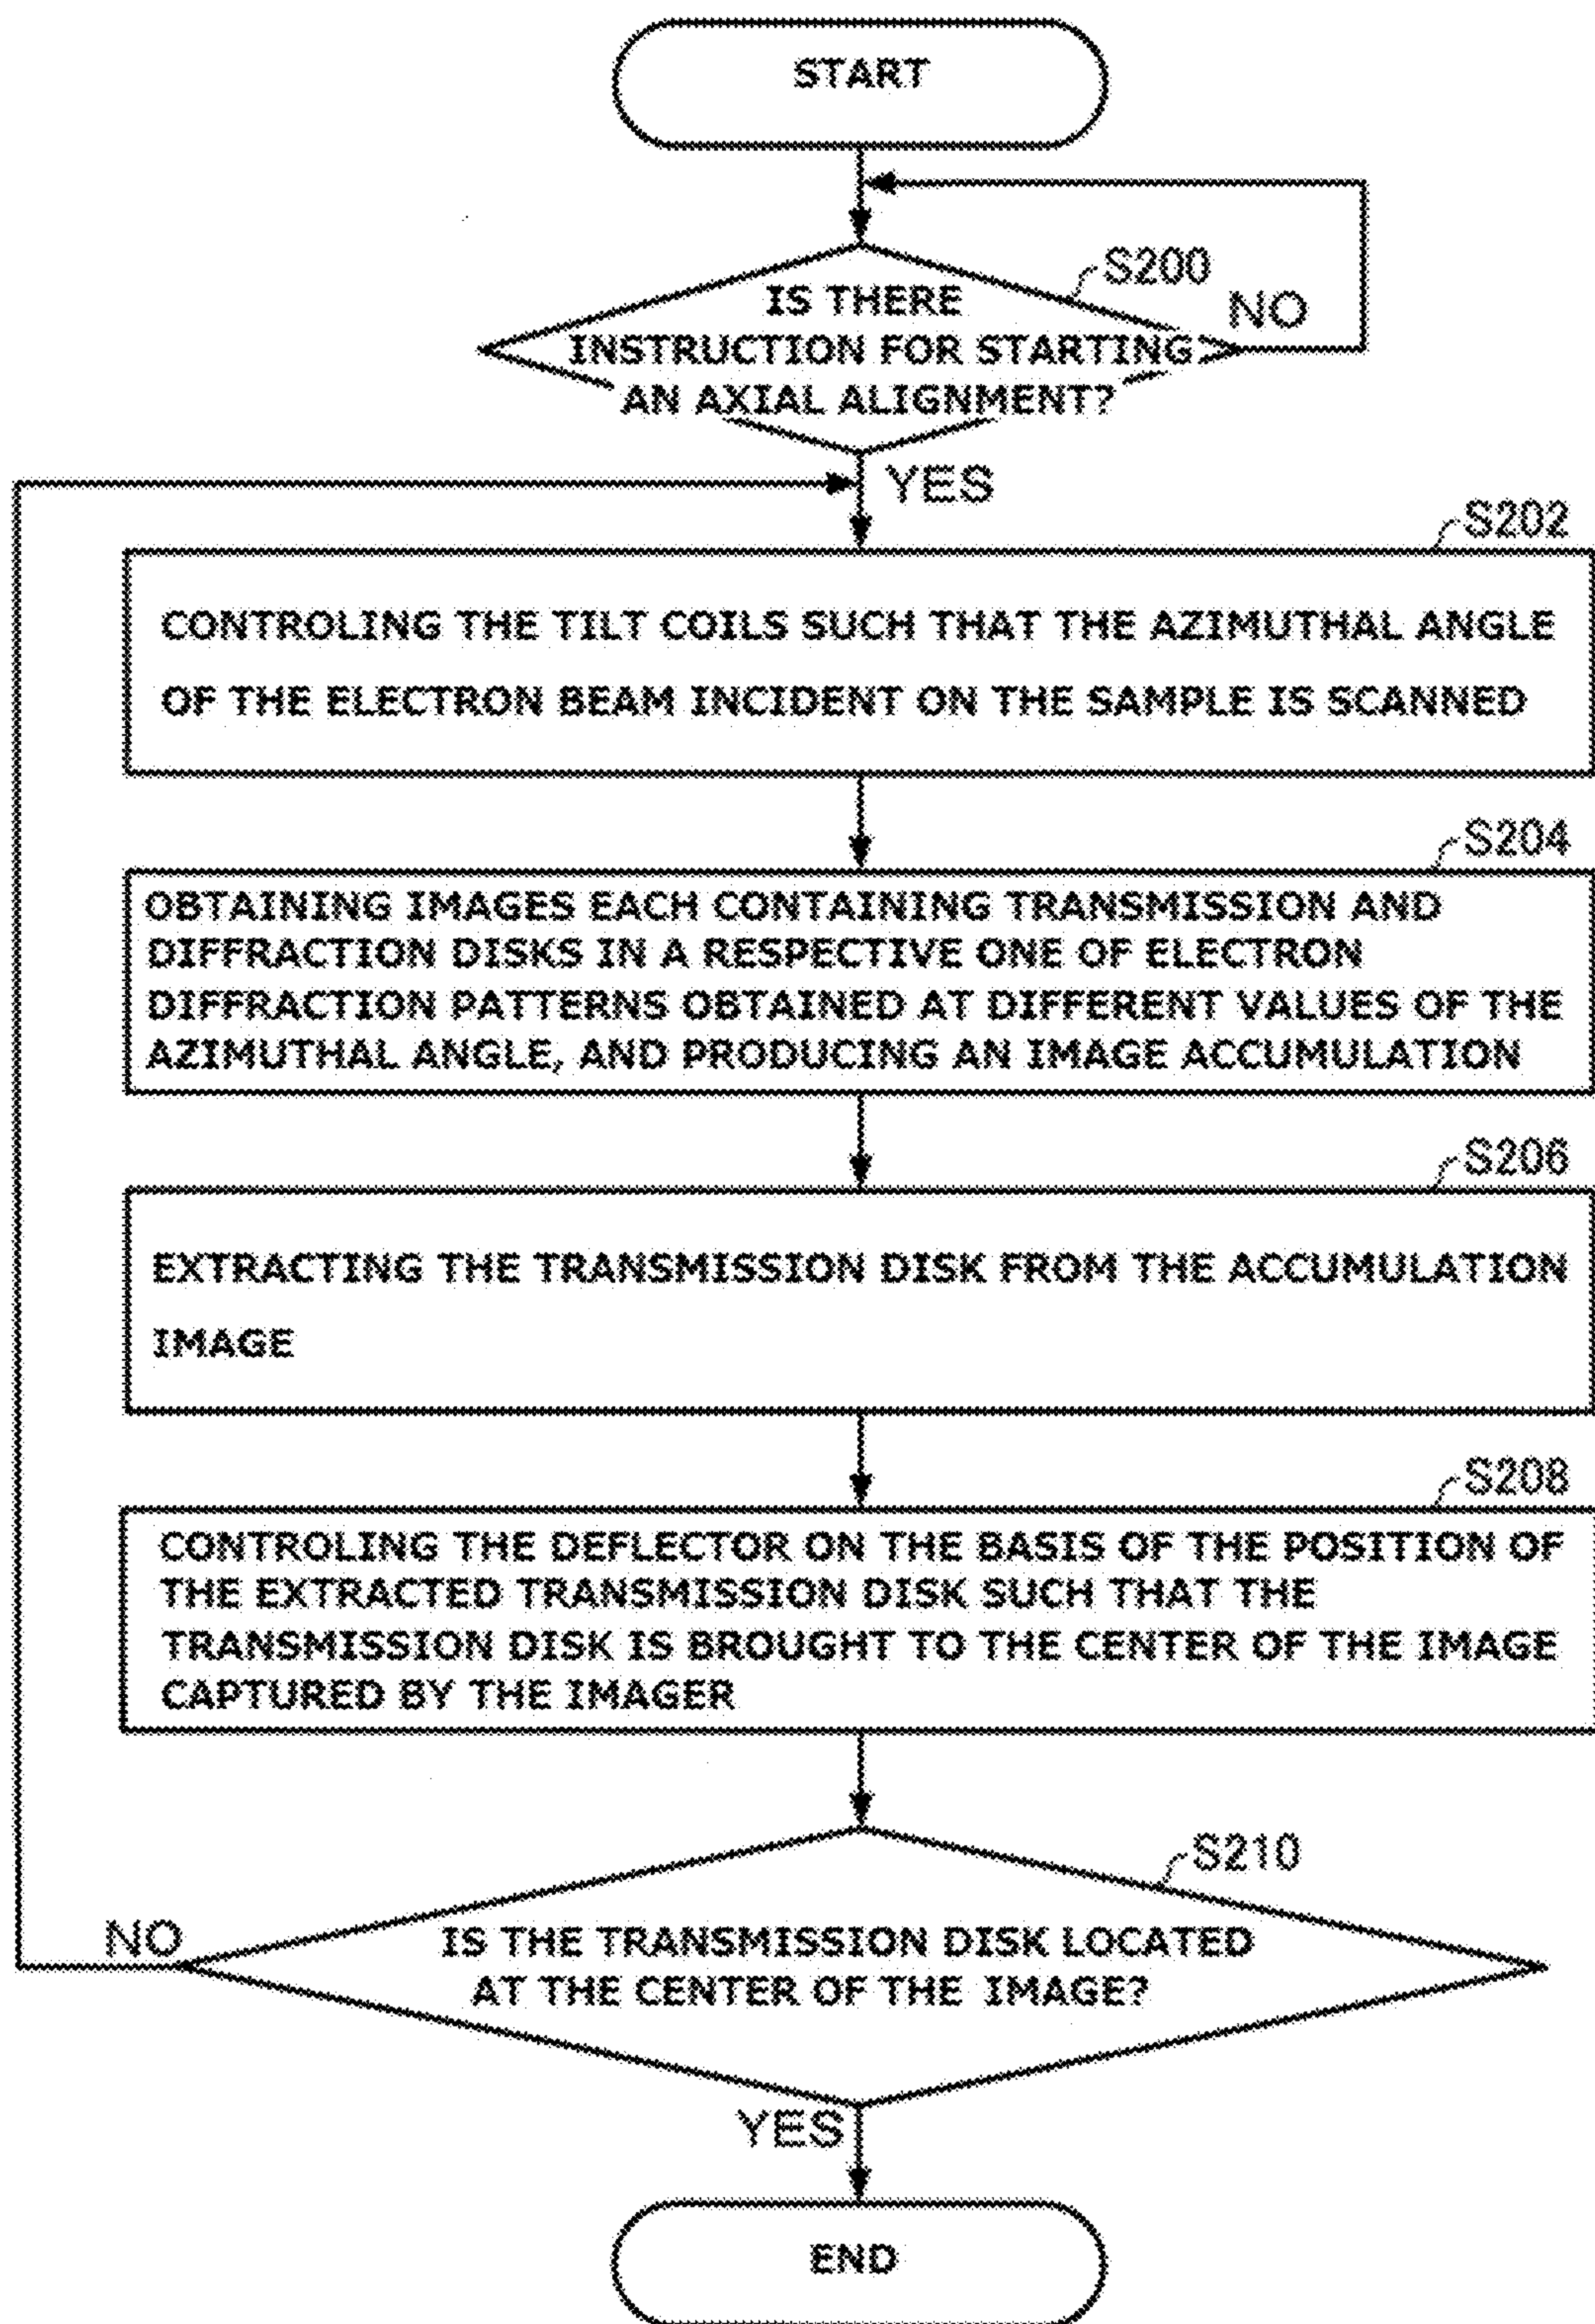 START
S200
NO
IS THERE
INSTRUCTION FOR STARTING
AN AXIAL ALIGNMENT?
YES
S202
CONTROLING THE TILT COILS SUCH THAT THE AZIMUTHAL ANGLE
OF THE ELECTRON BEAM INCIDENT ON THE SAMPLE IS SCANNED
S204
OBTAINING IMAGES EACH CONTAINING TRANSMISSION AND
DIFFRACTION DISKS IN A RESPECTIVE ONE OF ELECTRON
DIFFRACTION PATTERNS OBTAINED AT DIFFERENT VALUES OF THE
AZIMUTHAL ANGLE, AND PRODUCING AN IMAGE ACCUMULATION
S206
EXTRACTING THE TRANSMISSION DISK FROM THE ACCUMULATION
IMAGE
S208
CONTROLING THE DEFLECTOR ON THE BASIS OF THE POSITION OF
THE EXTRACTED TRANSMISSION DISK SUCH THAT THE
TRANSMISSION DISK IS BROUGHT TO THE CENTER OF THE IMAGE
CAPTURED BY THE IMAGER
S210
NO
IS THE TRANSMISSION DISK LOCATED
AT THE CENTER OF THE IMAGE?
YES
END